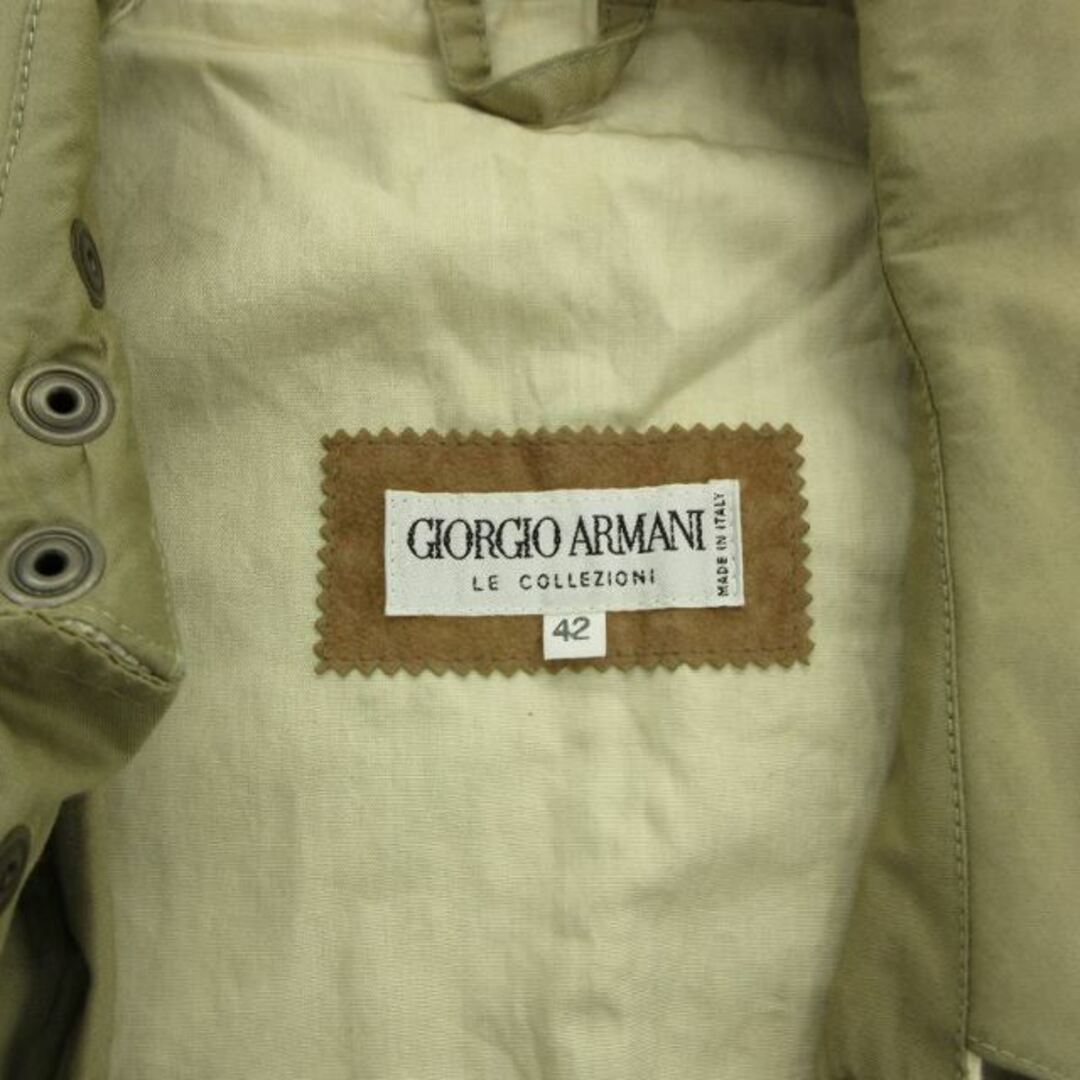 GIORGIO ARMANI
LE COLLEZIONI
MADE IN ITALY
42